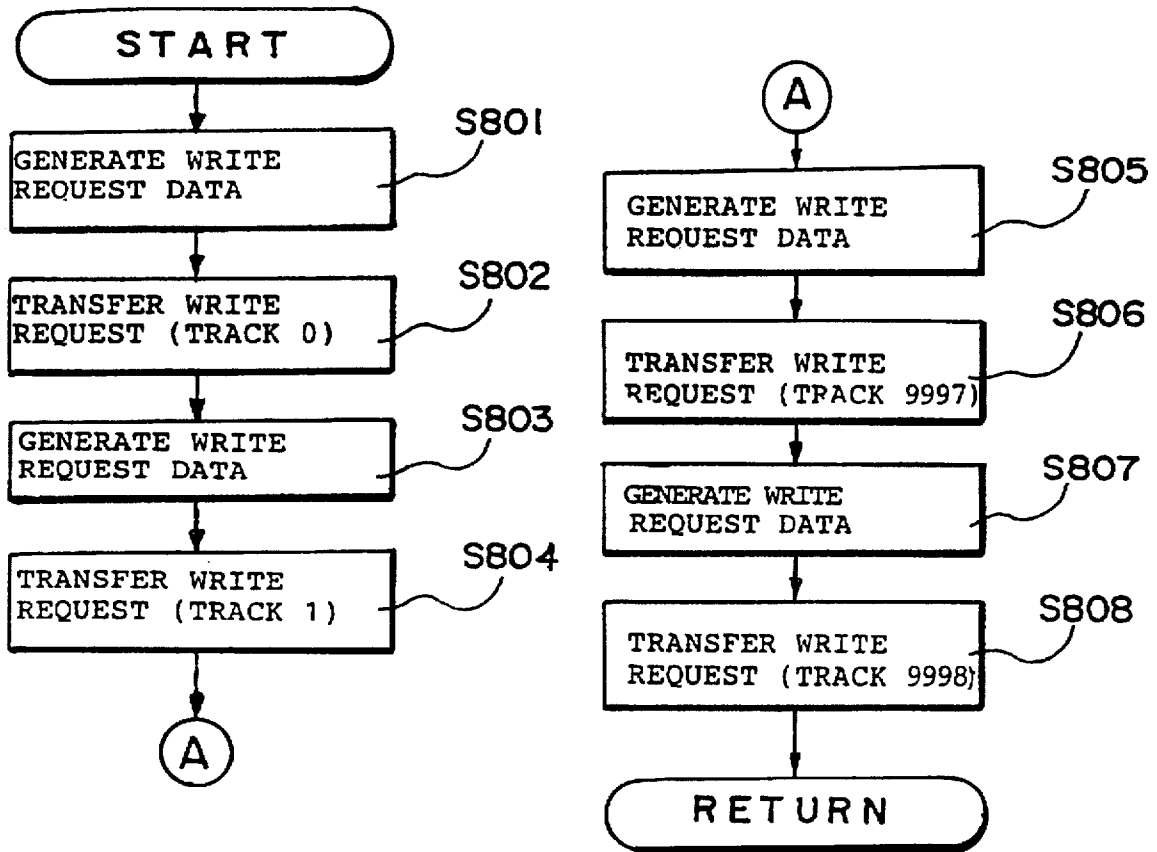 START
S801
GENERATE WRITE
REQUEST DATA
S802
TRANSFER WRITE
REQUEST (TRACK 0)
S803
GENERATE WRITE
REQUEST DATA
S804
TRANSFER WRITE
REQUEST (TRACK 1)
A
A
S805
GENERATE WRITE
REQUEST DATA
S806
TRANSFER WRITE
REQUEST (TRACK 9997)
S807
GENERATE WRITE
REQUEST DATA
S808
TRANSFER WRITE
REQUEST (TRACK 9998)
RETURN